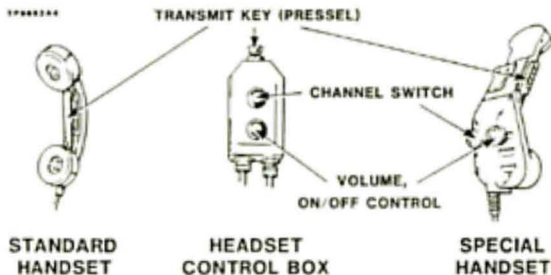 TRANSMIT KEY (PRESSEL)
CHANNEL SWITCH
VOLUME,
ON/OFF CONTROL
STANDARD
HANDSET
HEADSET
CONTROL BOX
SPECIAL
HANDSET